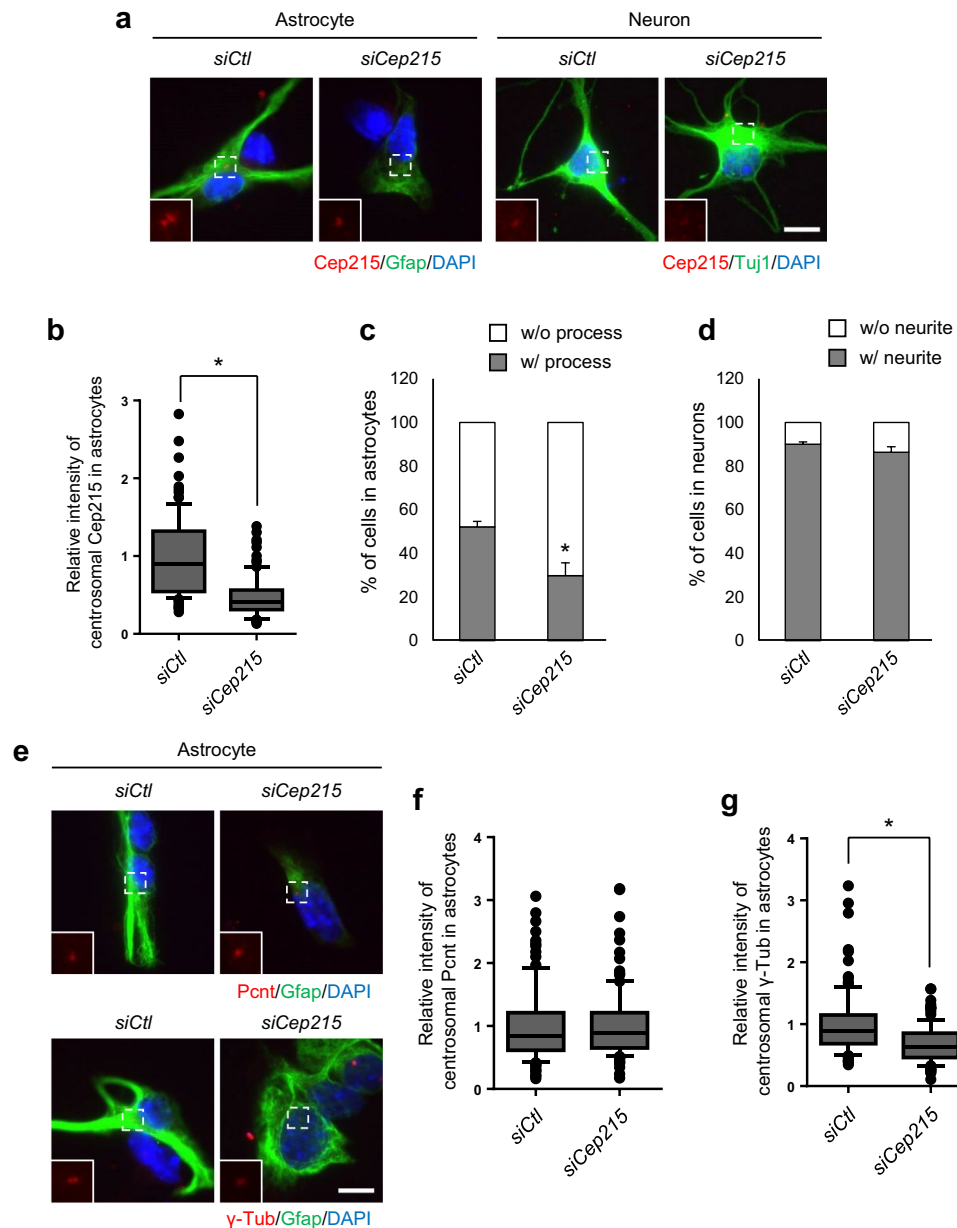 a
Astrocyte
Neuron
siCtl
siCep215
siCtl
siCep215
Cep215/Gfap/DAPI
Cep215/Tuj1/DAPI
b
*
Relative intensity of
centrosomal Cep215 in astrocytes
3
2
1
0
siCtl
siCep215
c
w/o process
w/ process
% of cells in astrocytes
120
100
80
60
40
20
0
*
siCtl
siCep215
d
w/o neurite
w/ neurite
% of cells in neurons
120
100
80
60
40
20
0
siCtl
siCep215
e
Astrocyte
siCtl
siCep215
Pcnt/Gfap/DAPI
siCtl
siCep215
γ-Tub/Gfap/DAPI
f
Relative intensity of
centrosomal Pcnt in astrocytes
4
3
2
1
0
siCtl
siCep215
g
*
Relative intensity of
centrosomal γ-Tub in astrocytes
4
3
2
1
0
siCtl
siCep215